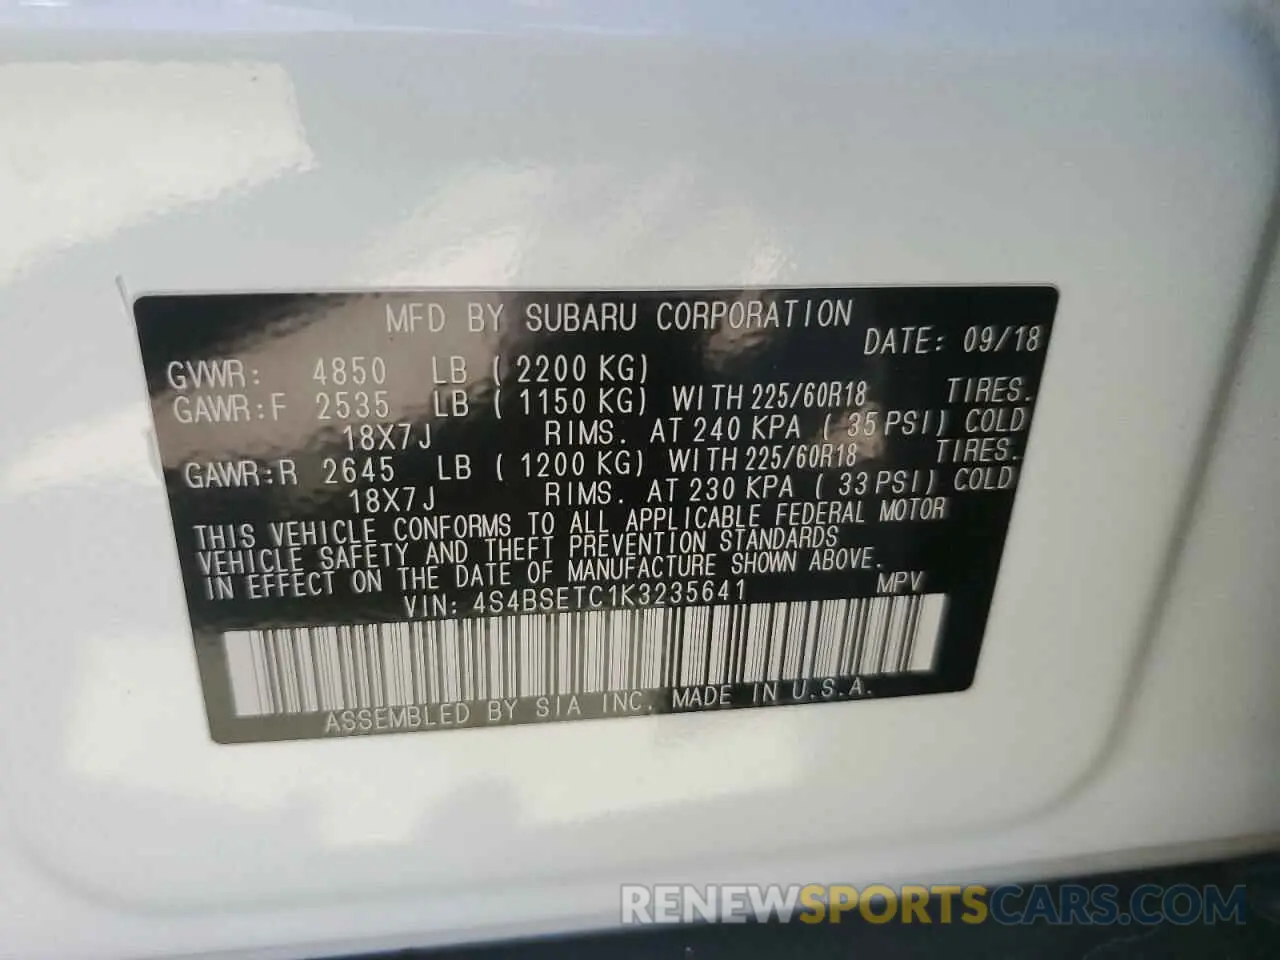 MFD BY SUBARU CORPORATION
DATE: 09/18
GVWR: 4850 LB ( 2200 KG)
GAWR:F 2535 LB ( 1150 KG) WITH 225/60R18 TIRES.
18X7J RIMS. AT 240 KPA ( 35 PSI) COLD
GAWR:R 2645 LB ( 1200 KG) WITH 225/60R18 TIRES.
18X7J RIMS. AT 230 KPA ( 33 PSI) COLD
THIS VEHICLE CONFORMS TO ALL APPLICABLE FEDERAL MOTOR
VEHICLE SAFETY AND THEFT PREVENTION STANDARDS
IN EFFECT ON THE DATE OF MANUFACTURE SHOWN ABOVE.
VIN: 4S4BSETC1K3235641 MPV
ASSEMBLED BY SIA INC. MADE IN U.S.A.
RENEWSPORTSCARS.COM